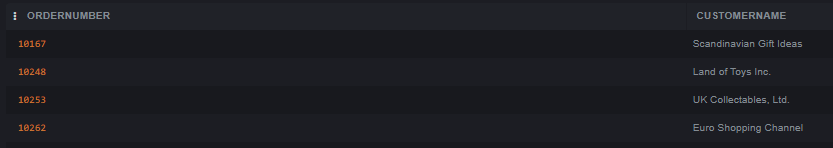 ORDERNUMBER CUSTOMERNAME
10167 Scandinavian Gift Ideas
10248 Land of Toys Inc.
10253 UK Collectables, Ltd.
10262 Euro Shopping Channel